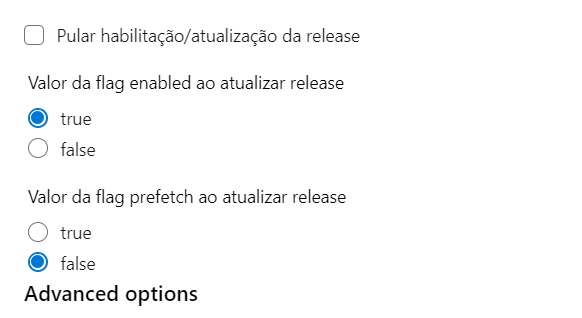 Pular habilitação/atualização da release
Valor da flag enabled ao atualizar release
true
false
Valor da flag prefetch ao atualizar release
true
false
Advanced options